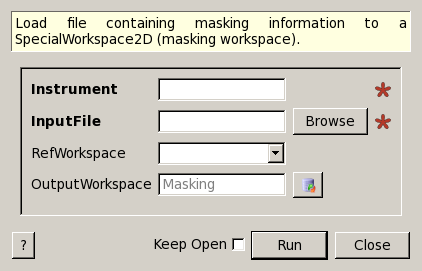 Load file containing masking information to a
SpecialWorkspace2D (masking workspace).
Instrument
InputFile Browse
RefWorkspace
OutputWorkspace Masking
? Keep Open Run Close